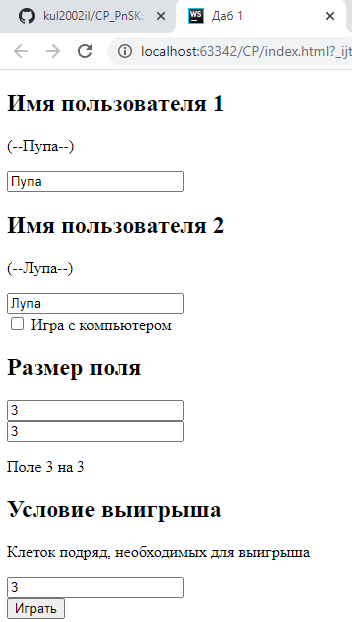 kul2002il/CP_PnSK
Даб 1
localhost:63342/CP/index.html?_ijt
Имя пользователя 1
(--Пупа--)
Пупа
Имя пользователя 2
(--Лупа--)
Лупа
Игра с компьютером
Размер поля
3
3
Поле 3 на 3
Условие выигрыша
Клеток подряд, необходимых для выигрыша
3
Играть